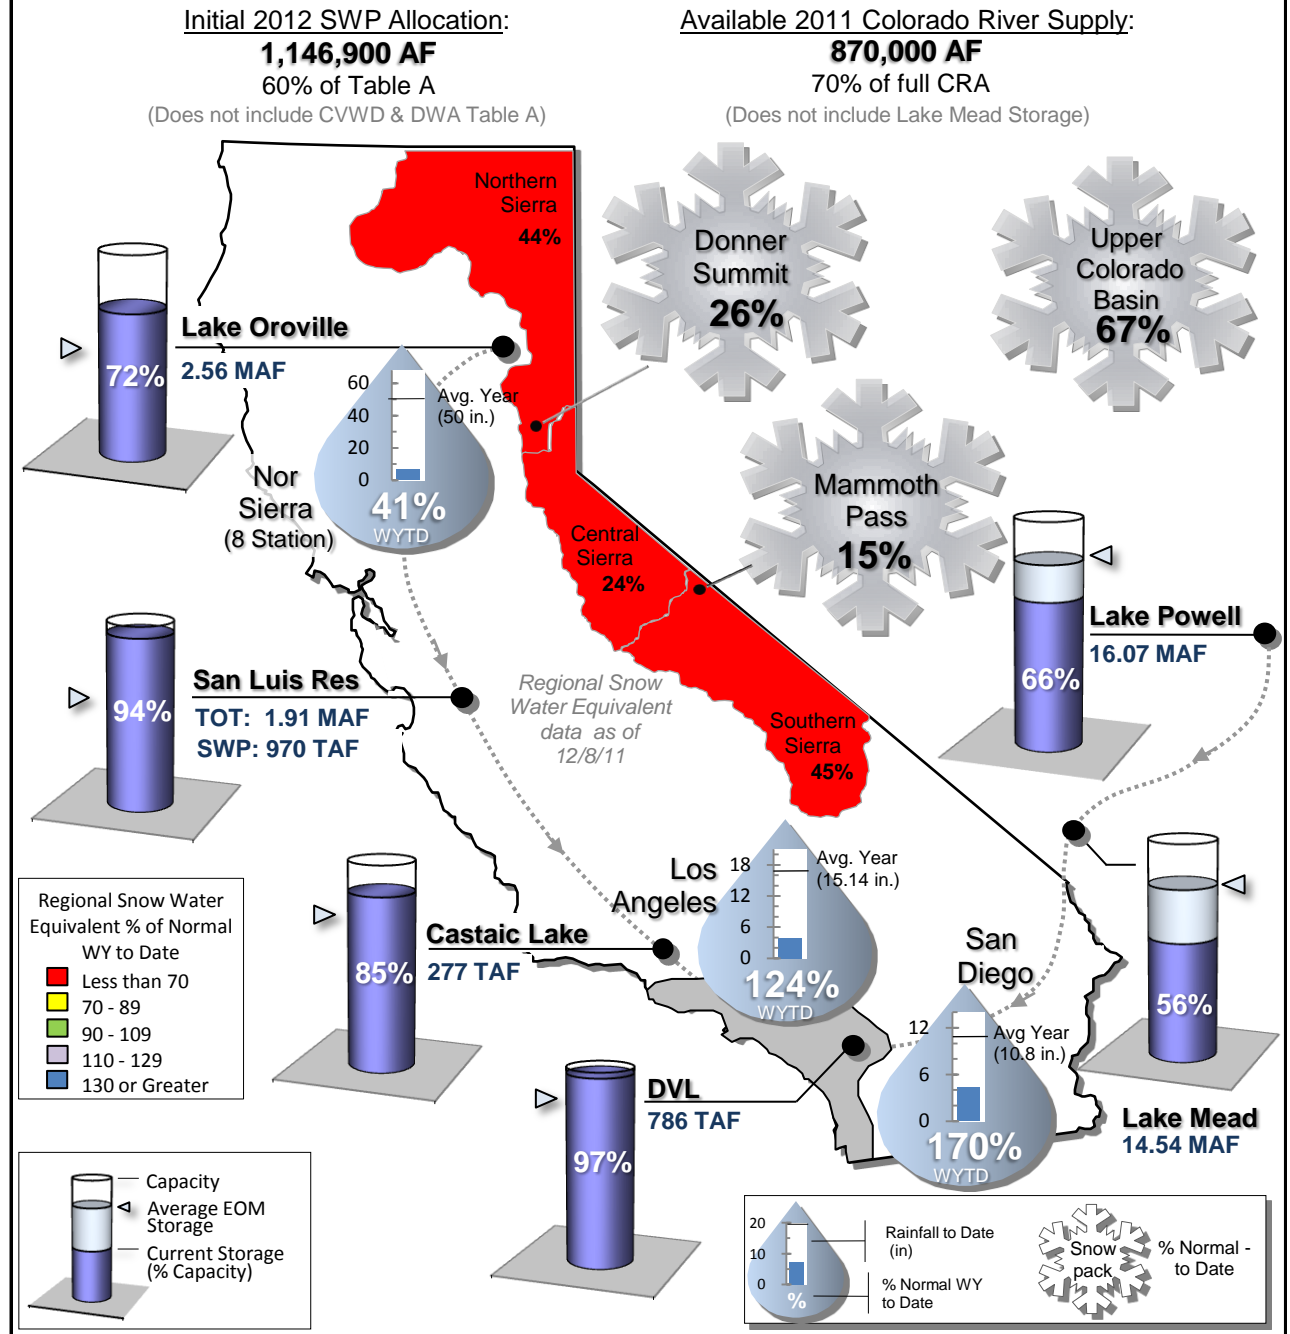 Initial 2012 SWP Allocation:
1,146,900 AF
60% of Table A
(Does not include CVWD & DWA Table A)
Available 2011 Colorado River Supply:
870,000 AF
70% of full CRA
(Does not include Lake Mead Storage)
Northern
Sierra
44%
Donner
Summit
26%
Upper
Colorado
Basin
67%
Lake Oroville
2.56 MAF
72%
60
40
20
0
Avg. Year
(50 in.)
41%
WYTD
Nor
Sierra
(8 Station)
Mammoth
Pass
15%
Central
Sierra
24%
Lake Powell
16.07 MAF
66%
San Luis Res
TOT: 1.91 MAF
SWP: 970 TAF
94%
Regional Snow
Water Equivalent
data as of
12/8/11
Southern
Sierra
45%
Los
Angeles
18
12
6
0
Avg. Year
(15.14 in.)
124%
WYTD
Castaic Lake
277 TAF
85%
San
Diego
12
6
0
Avg Year
(10.8 in.)
170%
WYTD
56%
Lake Mead
14.54 MAF
DVL
786 TAF
97%
Regional Snow Water
Equivalent % of Normal
WY to Date
Less than 70
70 - 89
90 - 109
110 - 129
130 or Greater
Capacity
Average EOM
Storage
Current Storage
(% Capacity)
20
10
0
%
Rainfall to Date
(in)
% Normal WY
to Date
Snow
pack
% Normal -
to Date